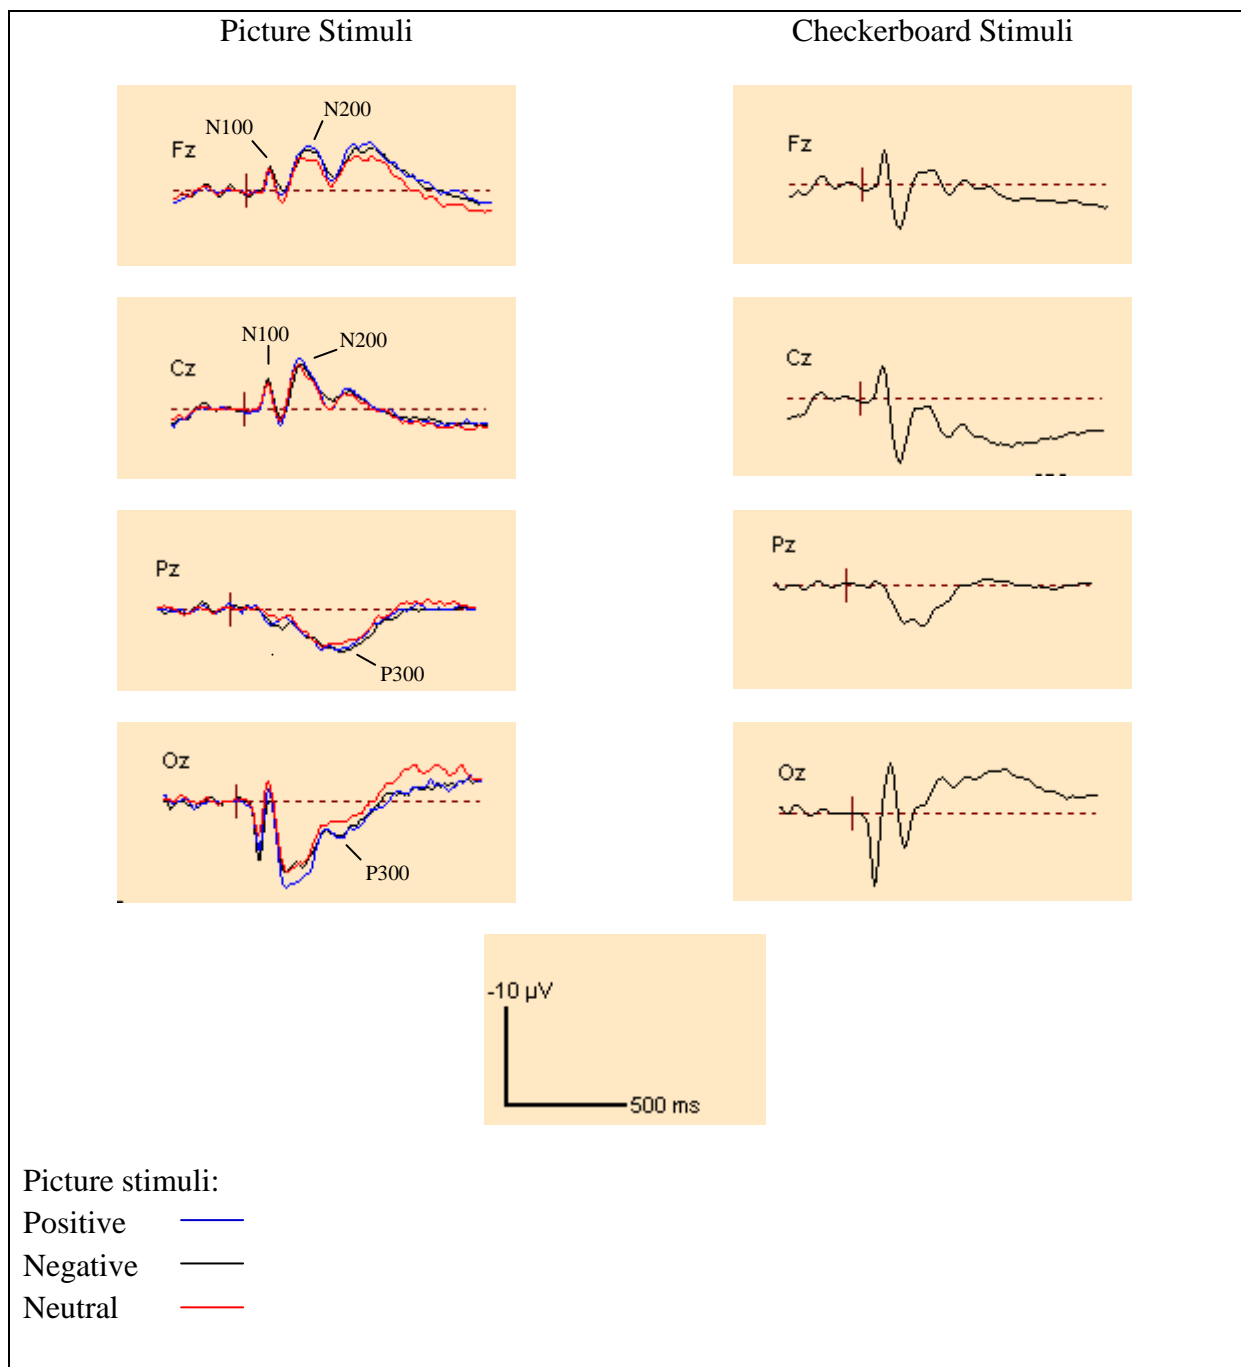 Picture Stimuli
Checkerboard Stimuli
N100
N200
Fz
Fz
N100
N200
Cz
Cz
Pz
P300
Pz
Oz
P300
Oz
-10 µV
500 ms
Picture stimuli:
Positive
Negative
Neutral